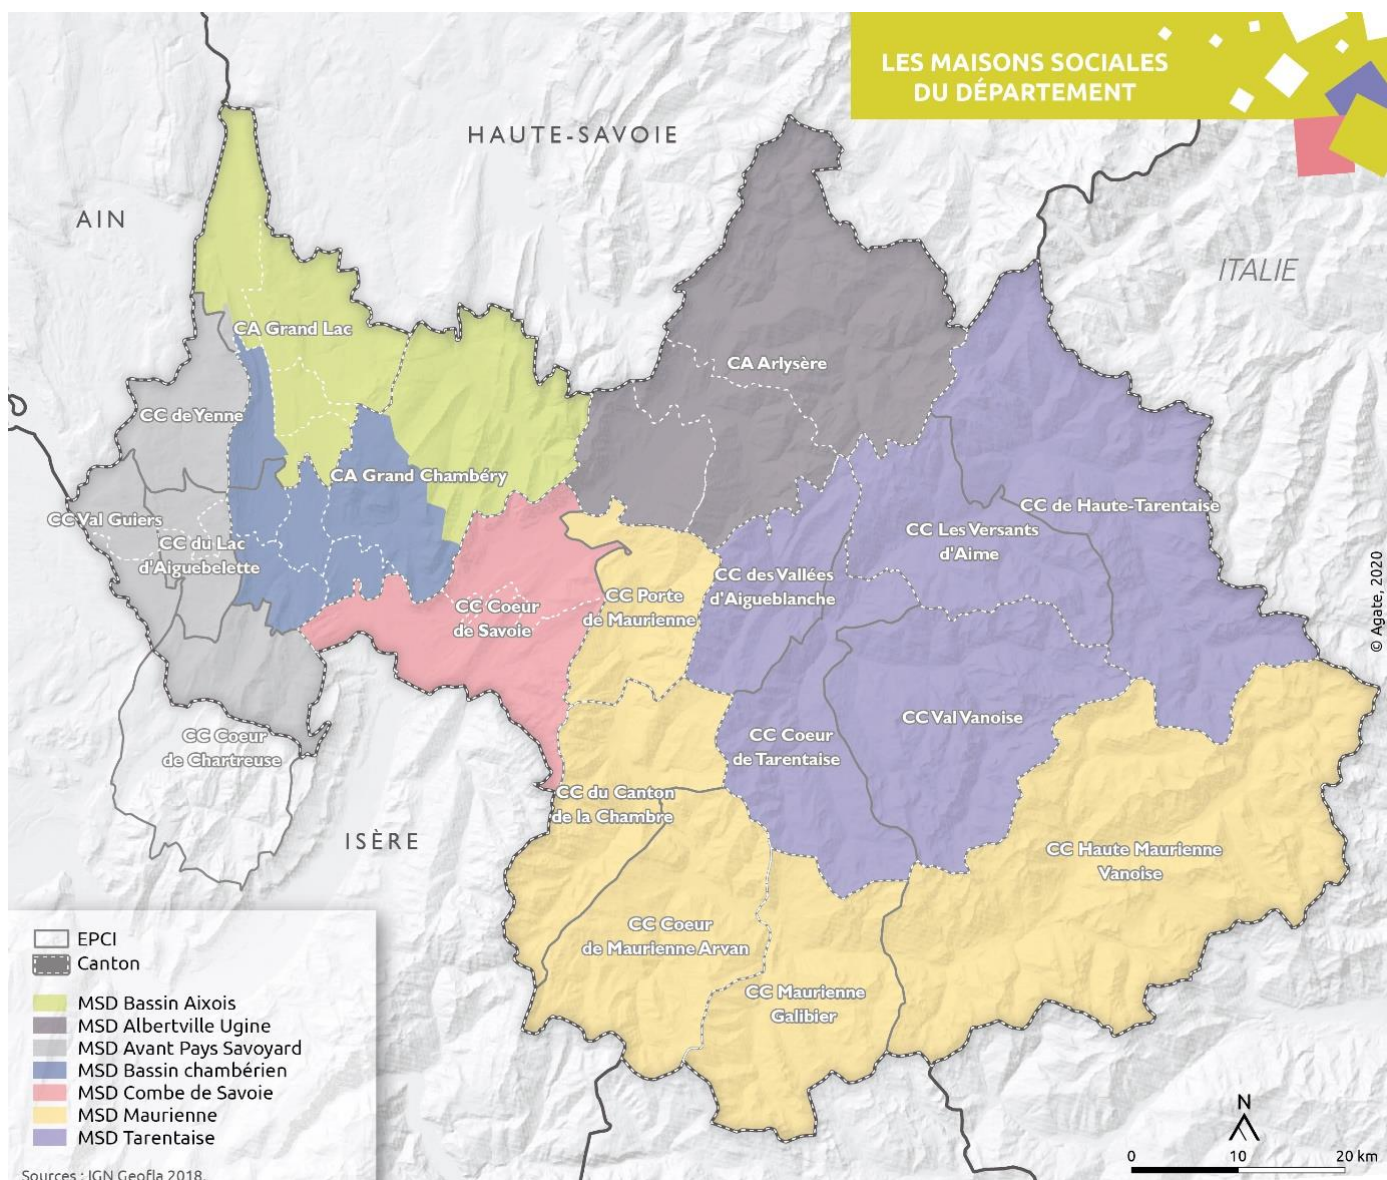 LES MAISONS SOCIALES
DU DÉPARTEMENT
HAUTE-SAVOIE
AIN
ITALIE
CA Grand Lac
CA Arlysère
CC de Yenne
CA Grand Chambéry
CC Val Guiers
CC du Lac
d'Aiguebelette
CC de Haute-Tarentaise
CC Les Versants
d'Aime
CC des Vallées
d'Aigueblanche
CC Porte
de Maurienne
CC Coeur
de Savoie
© Agate, 2020
CC Val Vanoise
CC Coeur
de Tarentaise
CC Coeur
de Chartreuse
CC du Canton
de la Chambre
ISÈRE
CC Haute Maurienne
Vanoise
CC Coeur
de Maurienne Arvan
CC Maurienne
Galibier
EPCI
Canton
MSD Bassin Aixois
MSD Albertville Ugine
MSD Avant Pays Savoyard
MSD Bassin chambérien
MSD Combe de Savoie
MSD Maurienne
MSD Tarentaise
Sources : IGN Geofla 2018.
N
0 10 20 km